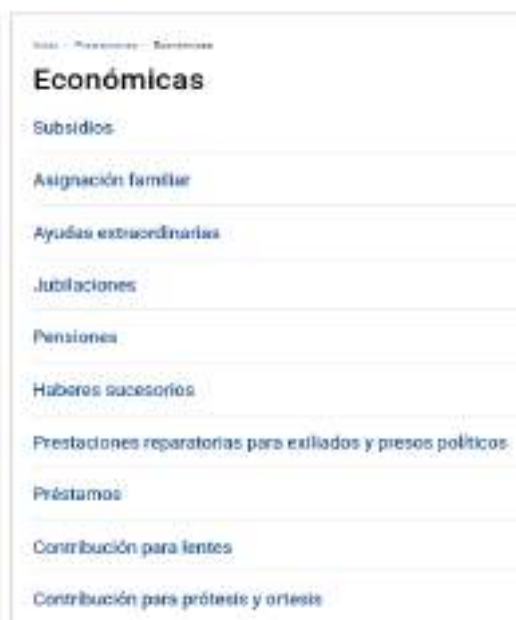 Económicas
Subsidios
Asignación familiar
Ayudas extraordinarias
Jubilaciones
Pensiones
Haberes sucesorios
Prestaciones reparatorias para exiliados y presos políticos
Préstamos
Contribución para lentes
Contribución para prótesis y ortesis